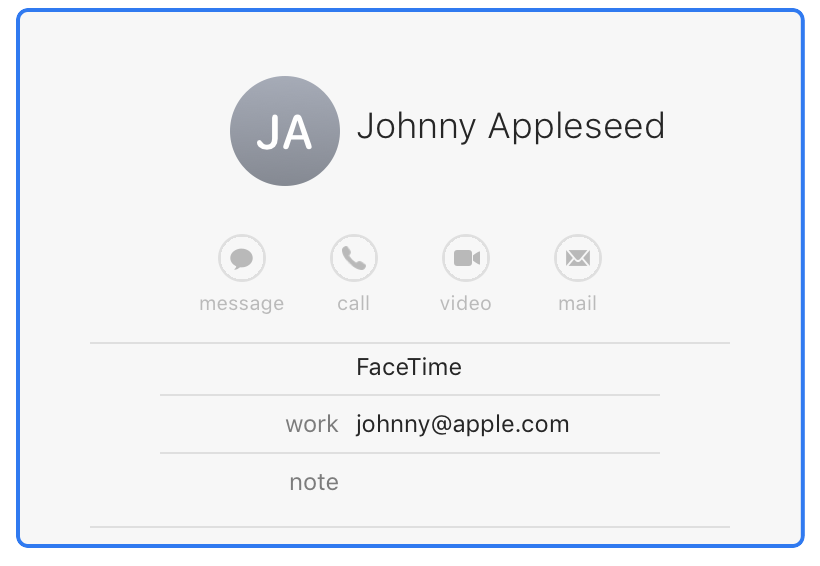 JA Johnny Appleseed
message call video mail
FaceTime
work johnny@apple.com
note